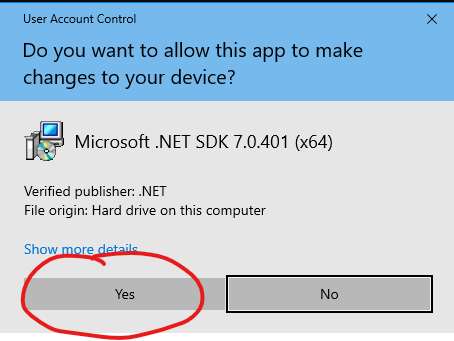 User Account Control
Do you want to allow this app to make
changes to your device?
Microsoft .NET SDK 7.0.401 (x64)
Verified publisher: .NET
File origin: Hard drive on this computer
Show more details
Yes
No